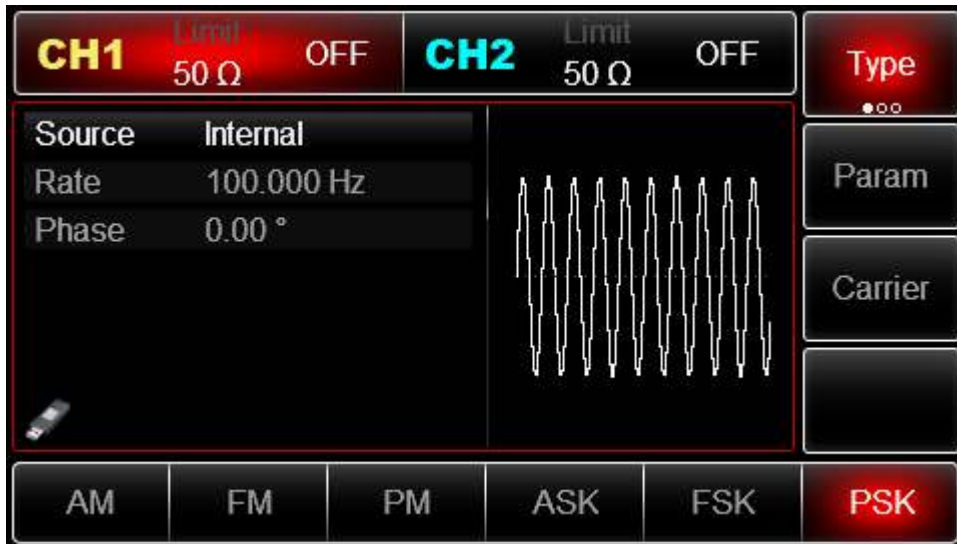 CH1 Limit 50 Ω OFF
CH2 Limit 50 Ω OFF
Type
Source Internal
Rate 100.000 Hz
Phase 0.00 °
Param
Carrier
AM FM PM ASK FSK PSK